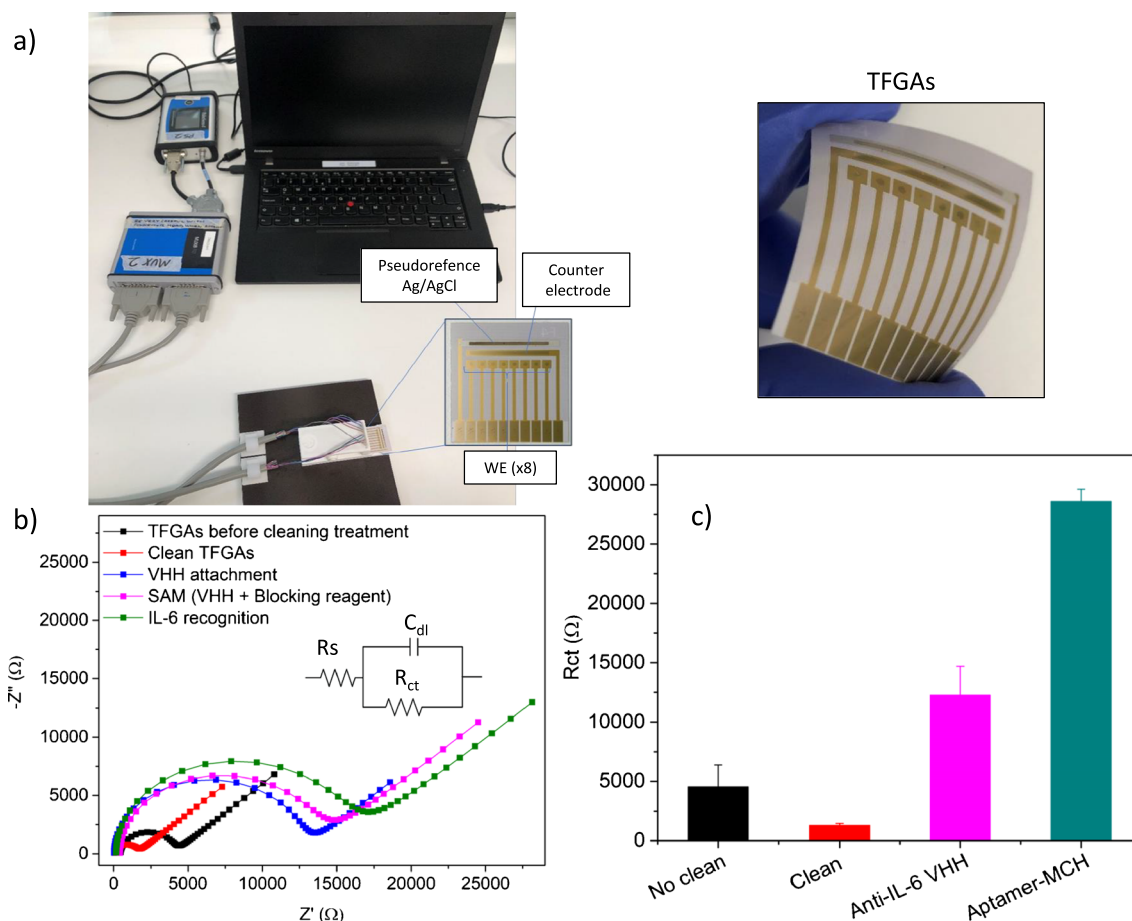 a)
TFGAs
Pseudorefence
Ag/AgCl
Counter
electrode
WE (x8)
MUX 2
b)
TFGAs before cleaning treatment
Clean TFGAs
VHH attachment
SAM (VHH + Blocking reagent)
IL-6 recognition
Rs
Cdl
Rct
-Z'' (Ω)
25000
20000
15000
10000
5000
0
0
5000
10000
15000
20000
25000
Z' (Ω)
c)
Rct (Ω)
30000
25000
20000
15000
10000
5000
0
No clean
Clean
Anti-IL-6 VHH
Aptamer-MCH